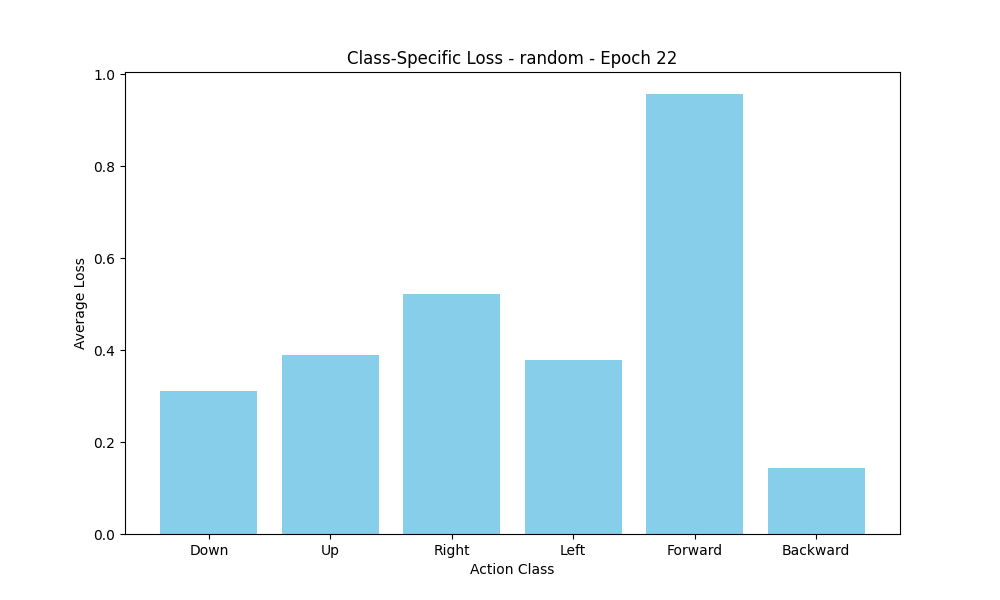 Class-Specific Loss - random - Epoch 22
1.0
0.8
0.6
0.4
0.2
0.0
Average Loss
Down Up Right Left Forward Backward
Action Class